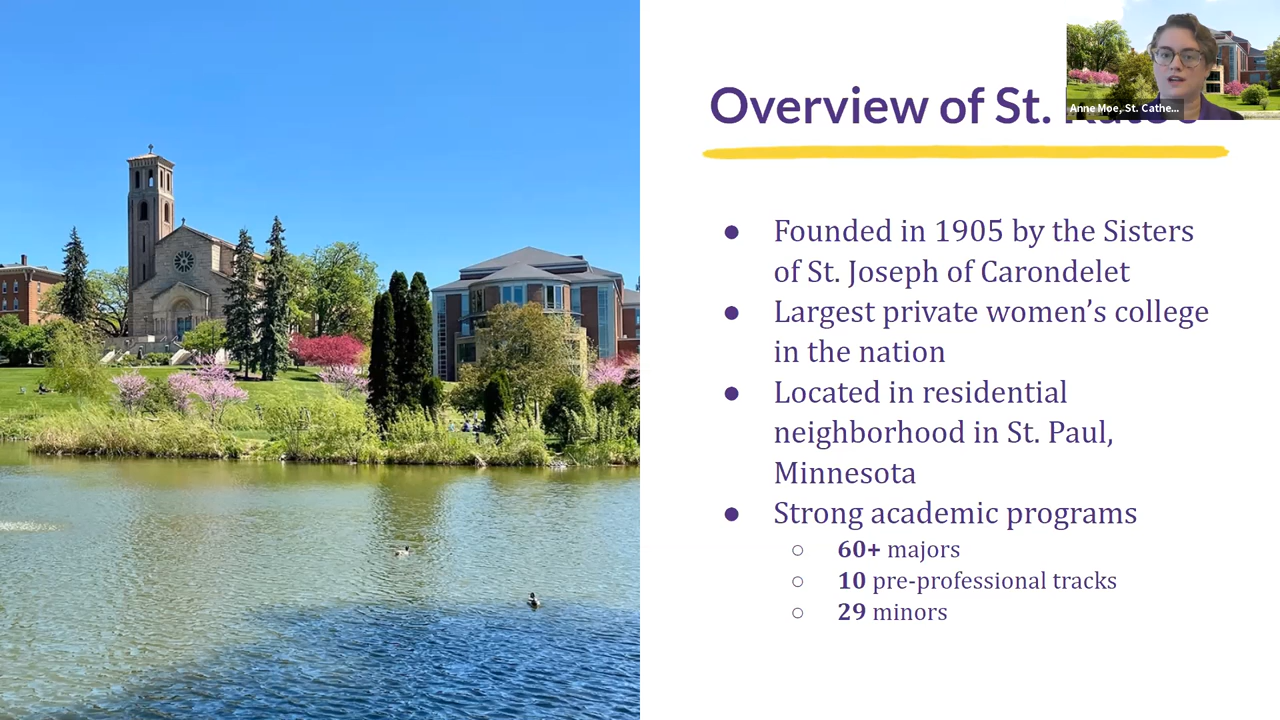 Overview of St.
Anne Moe, St. Cathe...
● Founded in 1905 by the Sisters
of St. Joseph of Carondelet
● Largest private women’s college
in the nation
● Located in residential
neighborhood in St. Paul,
Minnesota
● Strong academic programs
○ 60+ majors
○ 10 pre-professional tracks
○ 29 minors